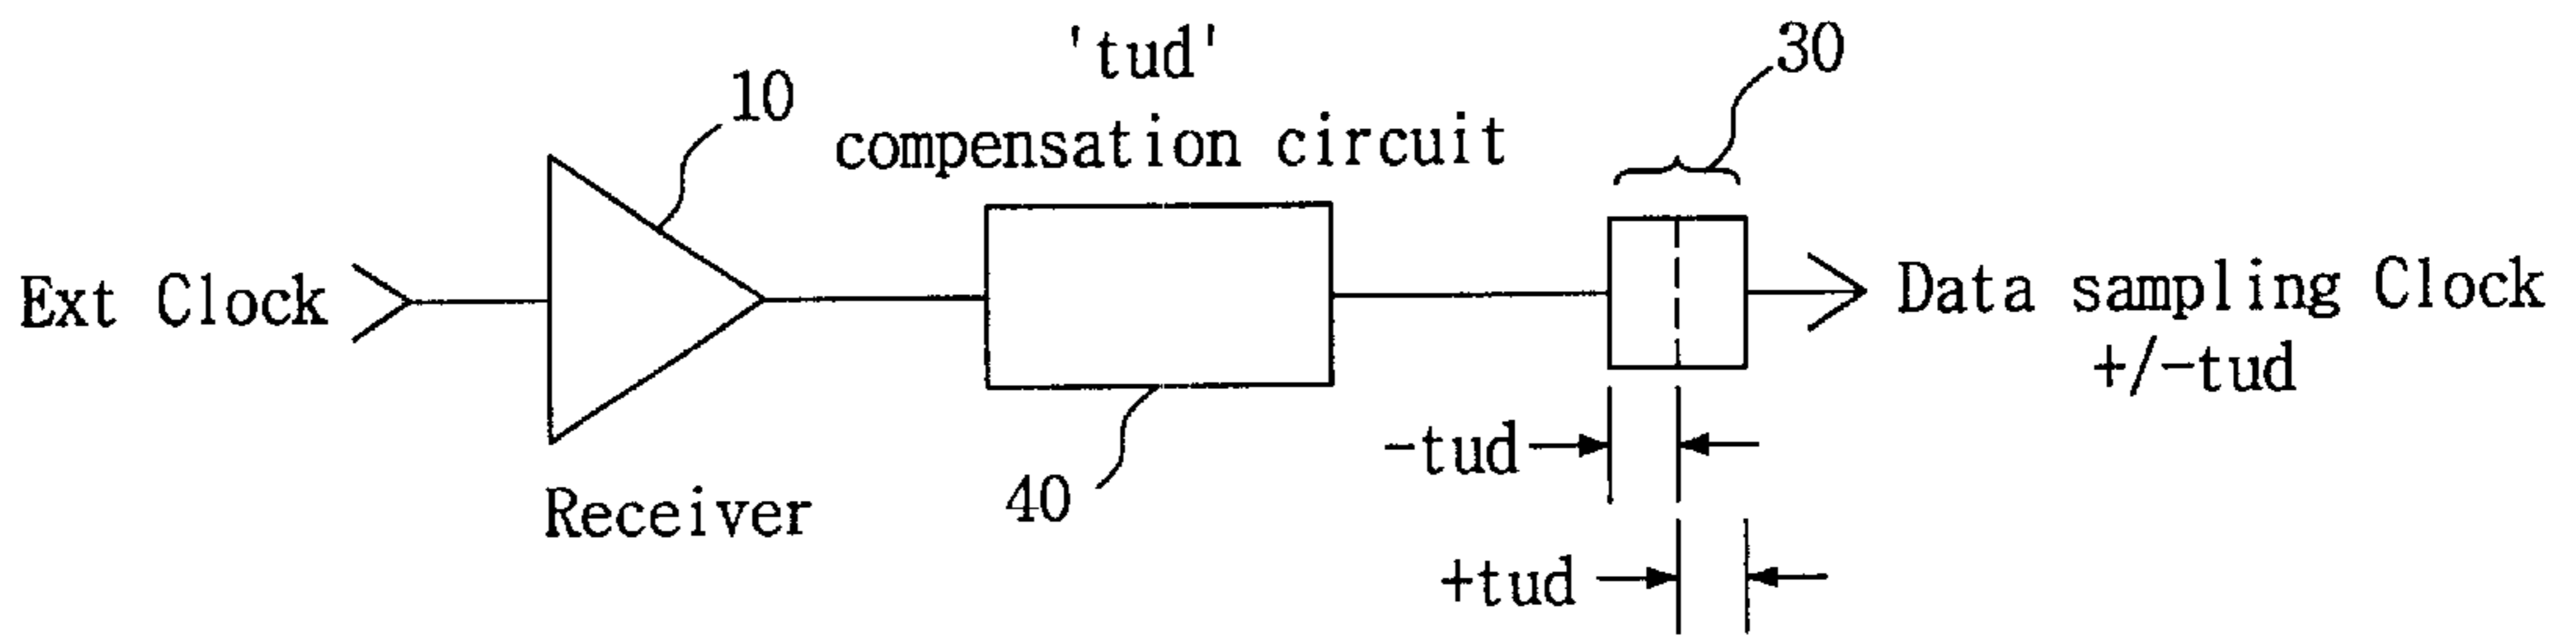 'tud'
compensation circuit
10
30
Ext Clock
Data sampling Clock
+/-tud
-tud
40
Receiver
+tud